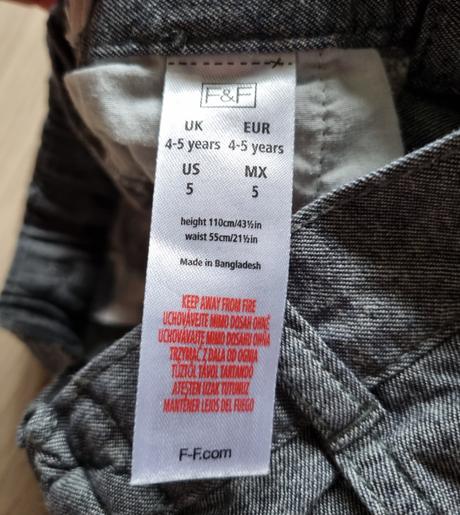 F&F
UK EUR
4-5 years 4-5 years
US MX
5 5
height 110cm/43½in
waist 55cm/21½in
Made in Bangladesh
KEEP AWAY FROM FIRE
UCHOVÁVEJTE MIMO DOSAH OHNĚ
UCHOVÁVAJTE MIMO DOSAHU OHŇA
TRZYMAĆ Z DALA OD OGNIA
TŰZTŐL TÁVOL TARTANDÓ
ATEŞTEN UZAK TUTUNUZ
MANTENER LEJOS DEL FUEGO
F-F.com